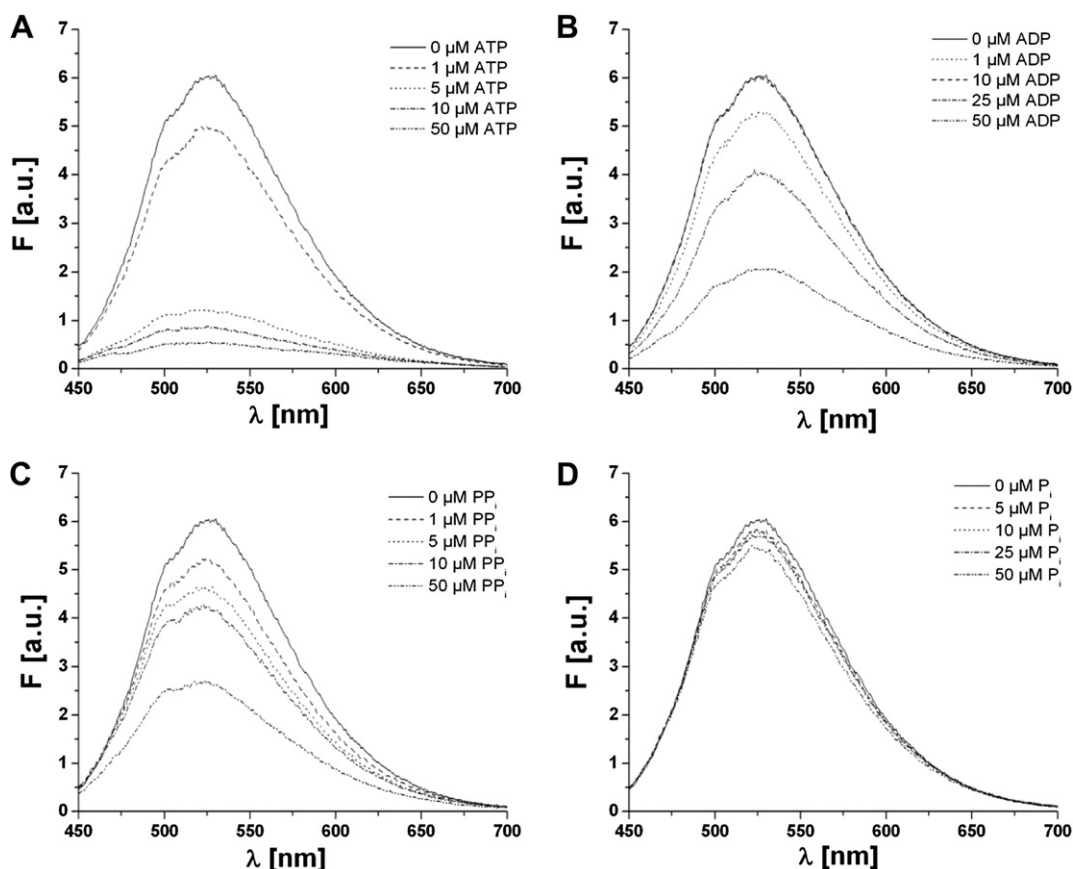 A
F [a.u.]
7
6
5
4
3
2
1
0
450 500 550 600 650 700
λ [nm]
0 µM ATP
1 µM ATP
5 µM ATP
10 µM ATP
50 µM ATP
B
F [a.u.]
7
6
5
4
3
2
1
0
450 500 550 600 650 700
λ [nm]
0 µM ADP
1 µM ADP
10 µM ADP
25 µM ADP
50 µM ADP
C
F [a.u.]
7
6
5
4
3
2
1
0
450 500 550 600 650 700
λ [nm]
0 µM PPi
1 µM PPi
5 µM PPi
10 µM PPi
50 µM PPi
D
F [a.u.]
7
6
5
4
3
2
1
0
450 500 550 600 650 700
λ [nm]
0 µM Pi
5 µM Pi
10 µM Pi
25 µM Pi
50 µM Pi